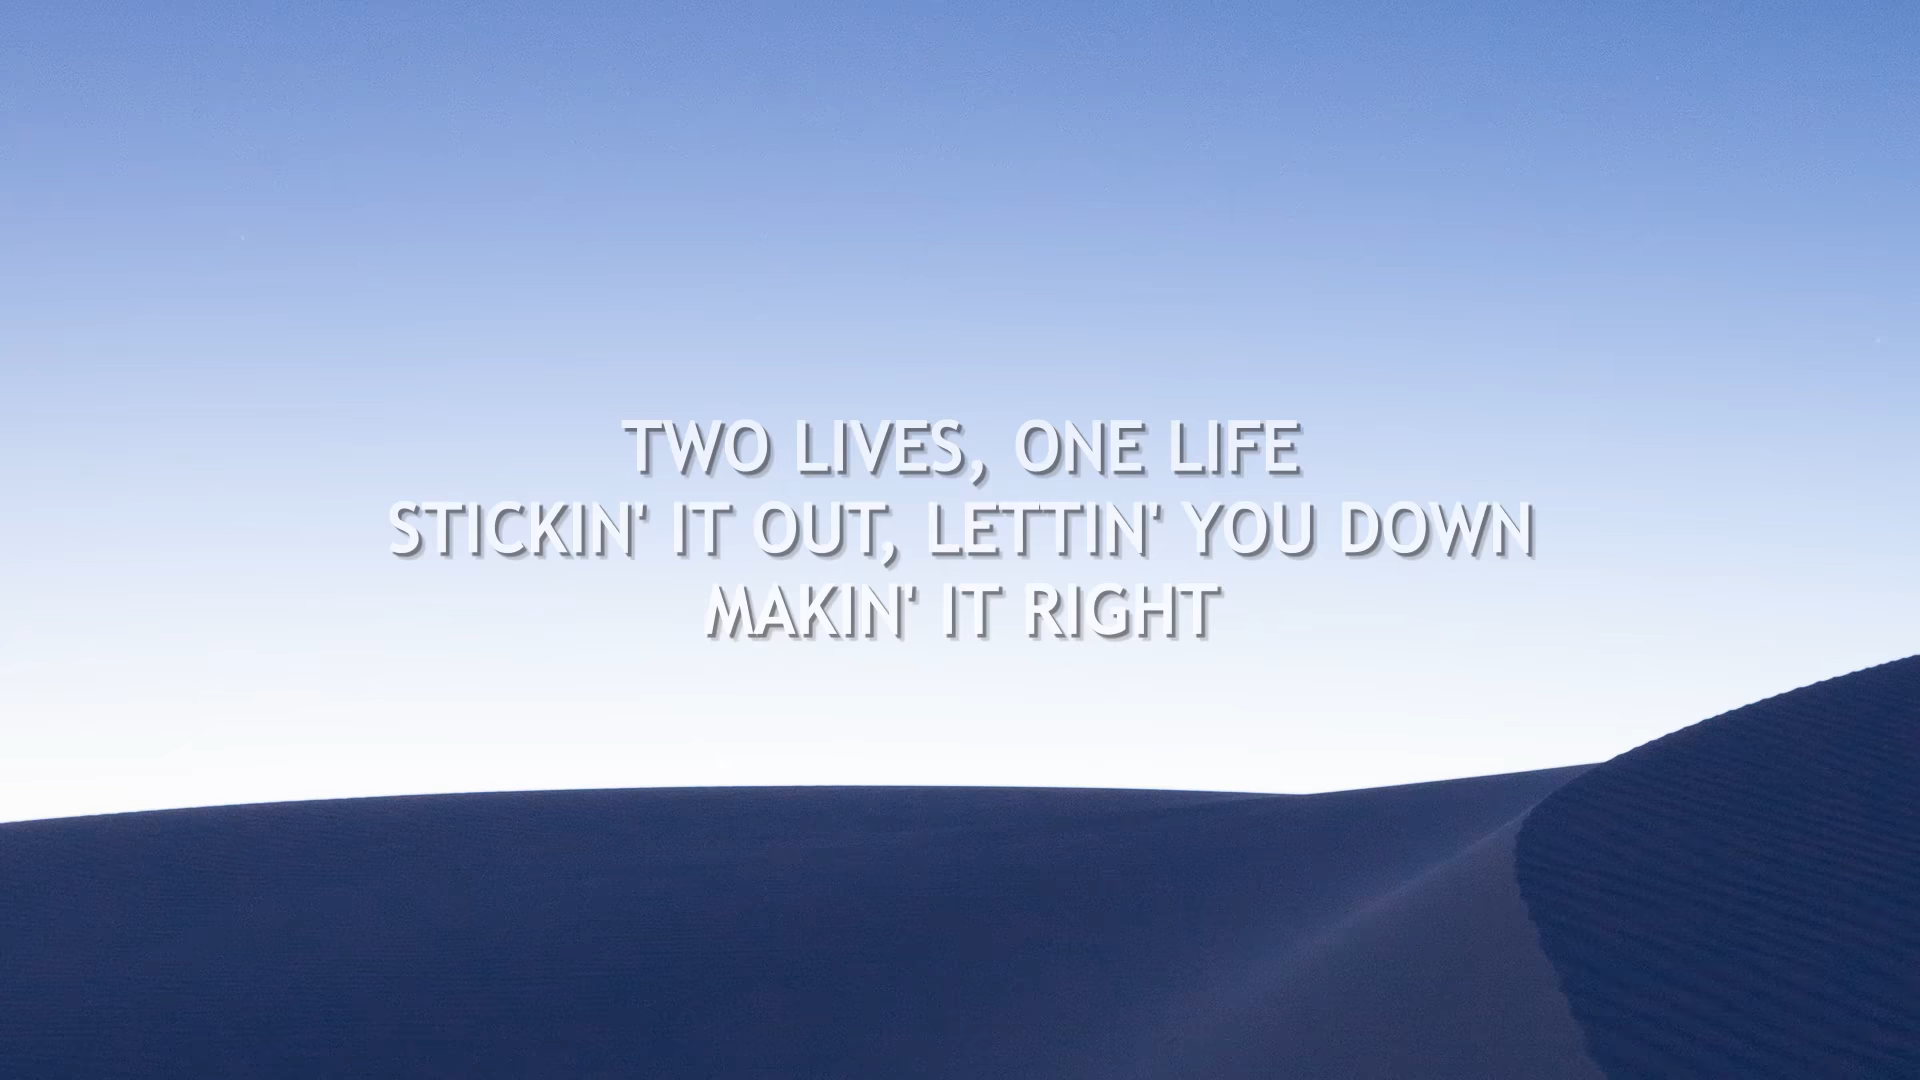 TWO LIVES, ONE LIFE
STICKIN' IT OUT, LETTIN' YOU DOWN
MAKIN' IT RIGHT